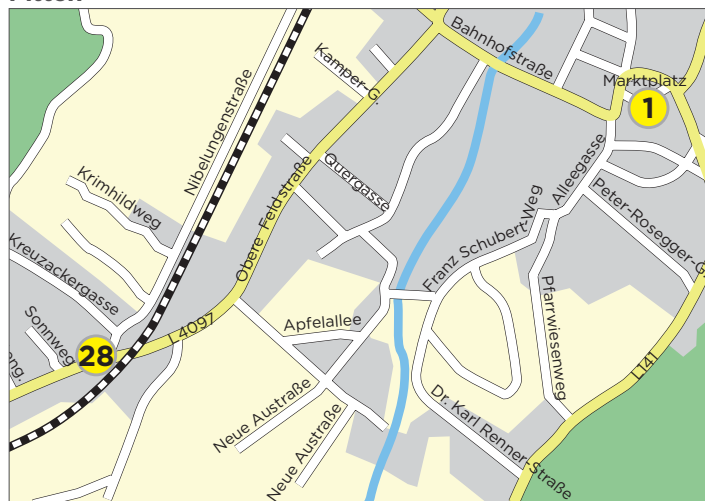 Bahnhofstraße
Kamper-G.
Marktplatz
1
Nibelungenstraße
Quergasse
Alleegasse
Krimhildweg
Obere Feldstraße
Franz Schubert-Weg
Peter-Rosegger-G.
Kreuzackergasse
Pfarrwiesenweg
Sonnweg
L4097
Apfelallee
28
eng.
L141
Neue Austraße
Neue Austraße
Dr. Karl Renner-Straße